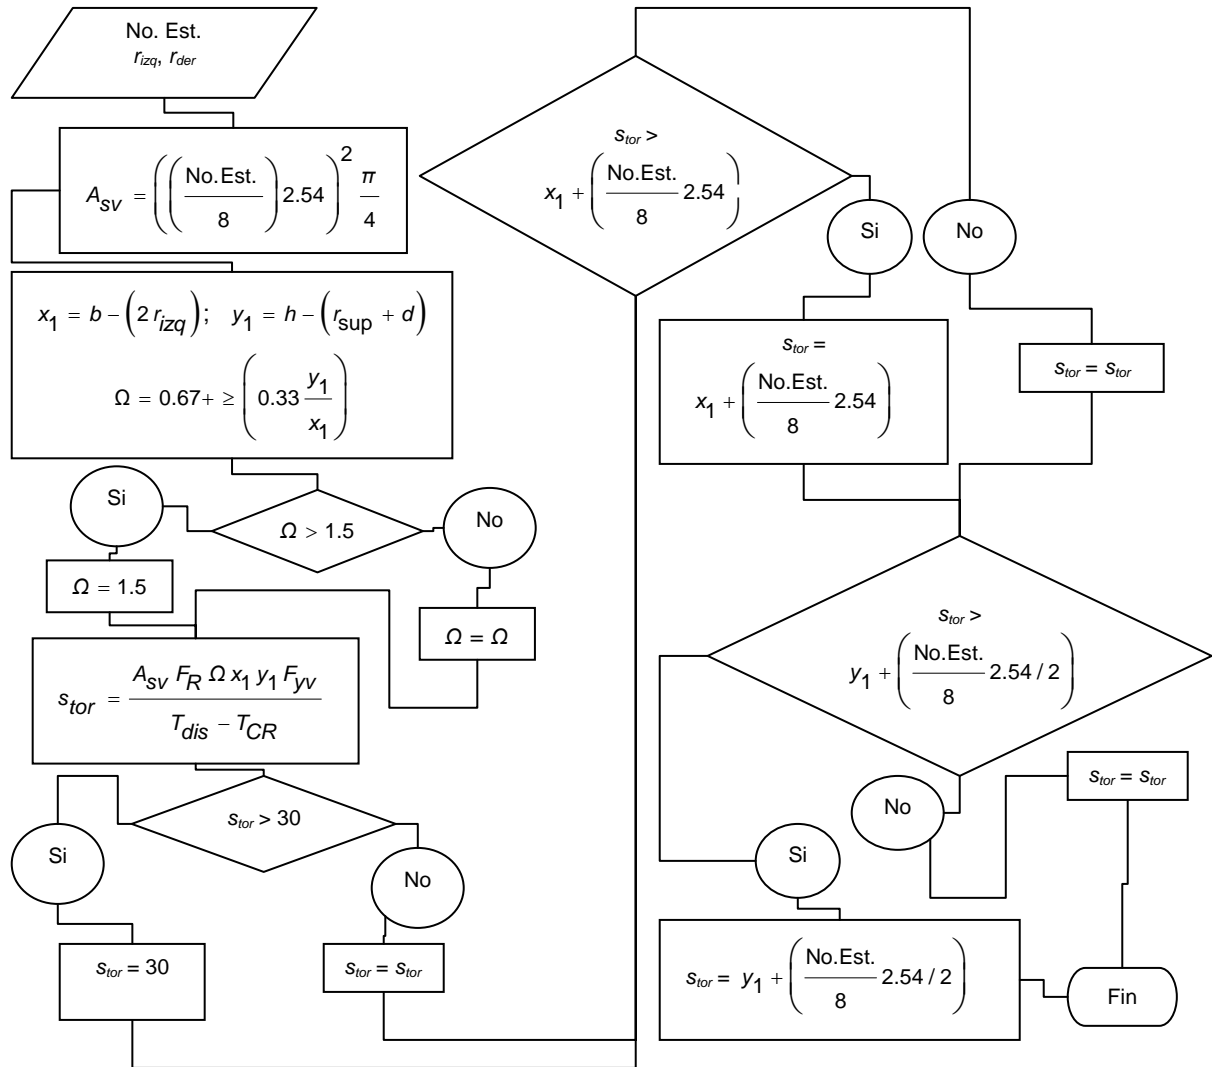 No. Est.
r_izq, r_der
A_sv = (((No.Est./8) 2.54))^2 π/4
x_1 = b − (2 r_izq); y_1 = h − (r_sup + d)
Ω = 0.67+ ≥ (0.33 y_1/x_1)
Ω > 1.5
Si
No
Ω = 1.5
Ω = Ω
s_tor = (A_sv F_R Ω x_1 y_1 F_yv)/(T_dis − T_CR)
s_tor > 30
Si
No
s_tor = 30
s_tor = s_tor
s_tor >
x_1 + (No.Est./8 2.54)
Si
No
s_tor =
x_1 + (No.Est./8 2.54)
s_tor = s_tor
s_tor >
y_1 + (No.Est./8 2.54 / 2)
No
s_tor = s_tor
Si
s_tor = y_1 + (No.Est./8 2.54 / 2)
Fin